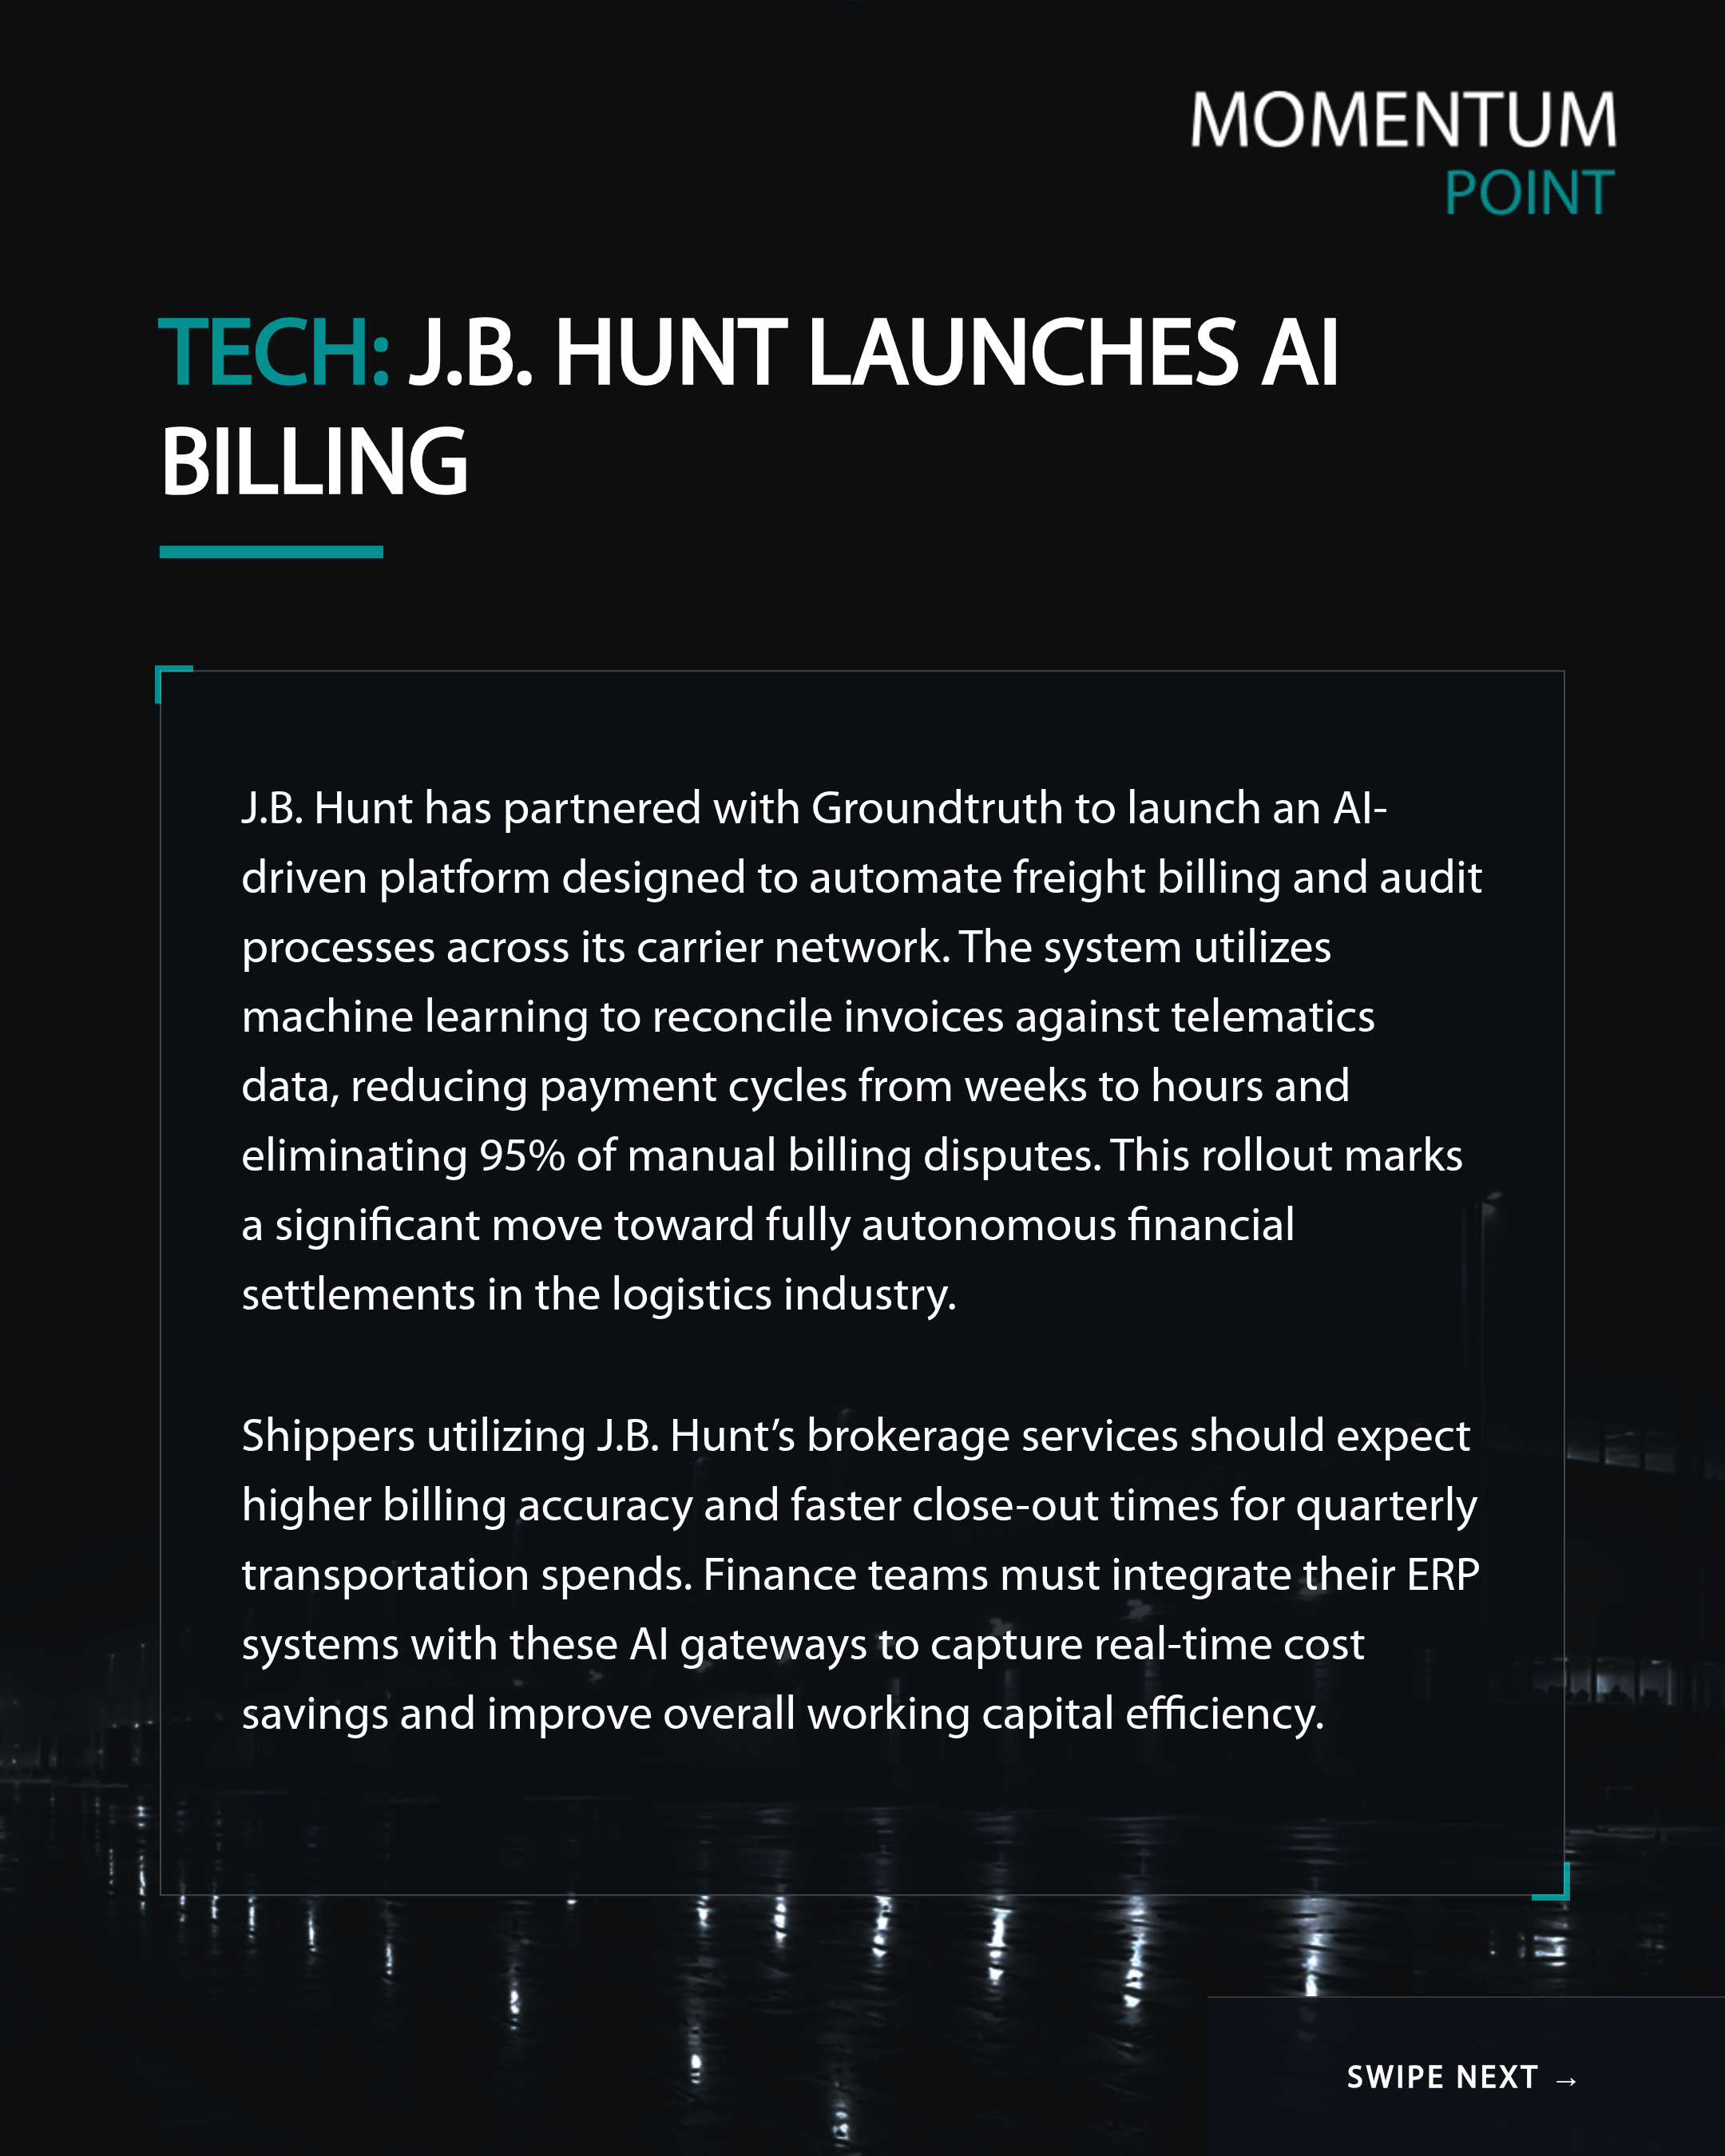 MOMENTUM
POINT
TECH: J.B. HUNT LAUNCHES AI
BILLING
J.B. Hunt has partnered with Groundtruth to launch an AI-
driven platform designed to automate freight billing and audit
processes across its carrier network. The system utilizes
machine learning to reconcile invoices against telematics
data, reducing payment cycles from weeks to hours and
eliminating 95% of manual billing disputes. This rollout marks
a significant move toward fully autonomous financial
settlements in the logistics industry.
Shippers utilizing J.B. Hunt’s brokerage services should expect
higher billing accuracy and faster close-out times for quarterly
transportation spends. Finance teams must integrate their ERP
systems with these AI gateways to capture real-time cost
savings and improve overall working capital efficiency.
SWIPE NEXT →